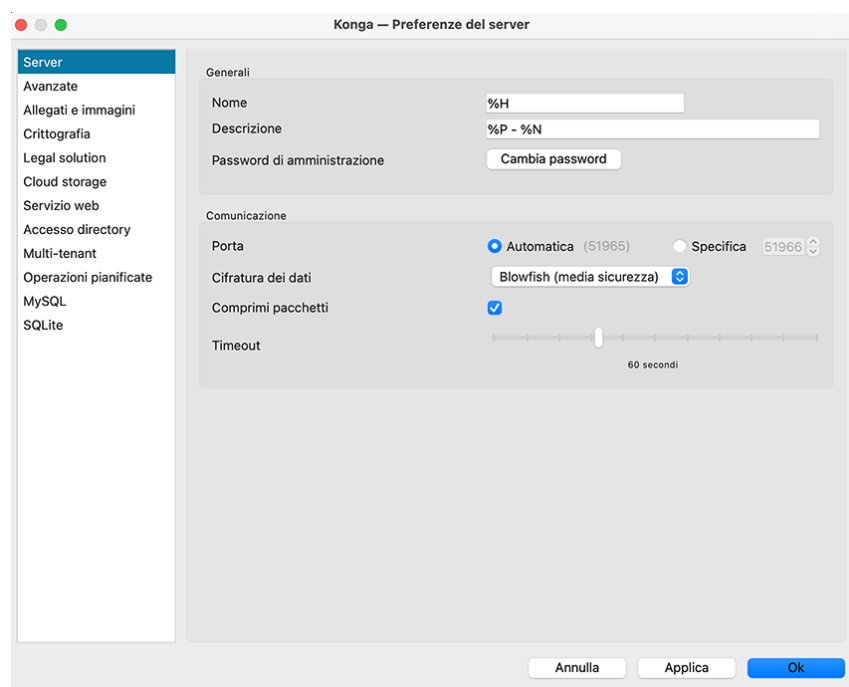 Konga — Preferenze del server
Server
Avanzate
Allegati e immagini
Crittografia
Legal solution
Cloud storage
Servizio web
Accesso directory
Multi-tenant
Operazioni pianificate
MySQL
SQLite
Generali
Nome %H
Descrizione %P - %N
Password di amministrazione Cambia password
Comunicazione
Porta Automatica (51965) Specifica 51966
Cifratura dei dati Blowfish (media sicurezza)
Comprimi pacchetti
Timeout
60 secondi
Annulla Applica Ok